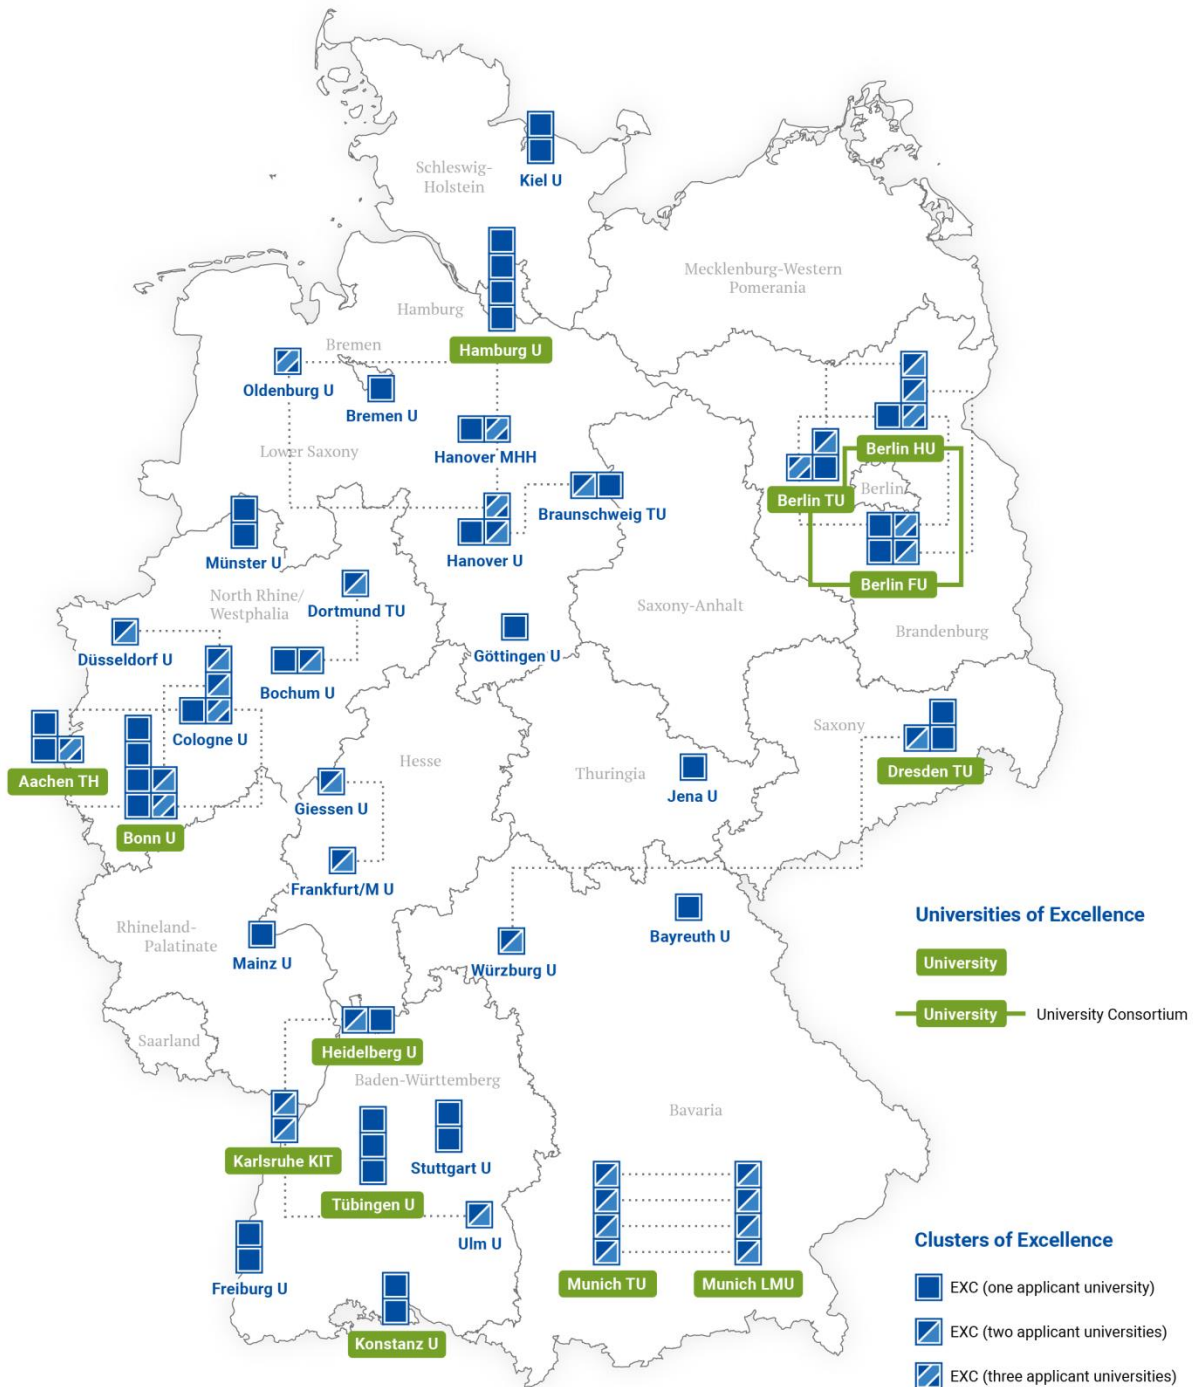 Schleswig-
Holstein
Kiel U
Mecklenburg-Western
Pomerania
Hamburg
Hamburg U
Bremen
Oldenburg U
Bremen U
Lower Saxony
Hanover MHH
Berlin HU
Berlin TU
Berlin
Braunschweig TU
Münster U
Hanover U
Berlin FU
North Rhine/
Westphalia
Dortmund TU
Saxony-Anhalt
Brandenburg
Düsseldorf U
Göttingen U
Bochum U
Cologne U
Saxony
Aachen TH
Hesse
Thuringia
Dresden TU
Giessen U
Jena U
Bonn U
Frankfurt/M U
Rhineland-
Palatinate
Mainz U
Würzburg U
Bayreuth U
Universities of Excellence
University
University
University Consortium
Saarland
Heidelberg U
Baden-Württemberg
Bavaria
Karlsruhe KIT
Stuttgart U
Tübingen U
Ulm U
Freiburg U
Munich TU
Munich LMU
Konstanz U
Clusters of Excellence
EXC (one applicant university)
EXC (two applicant universities)
EXC (three applicant universities)